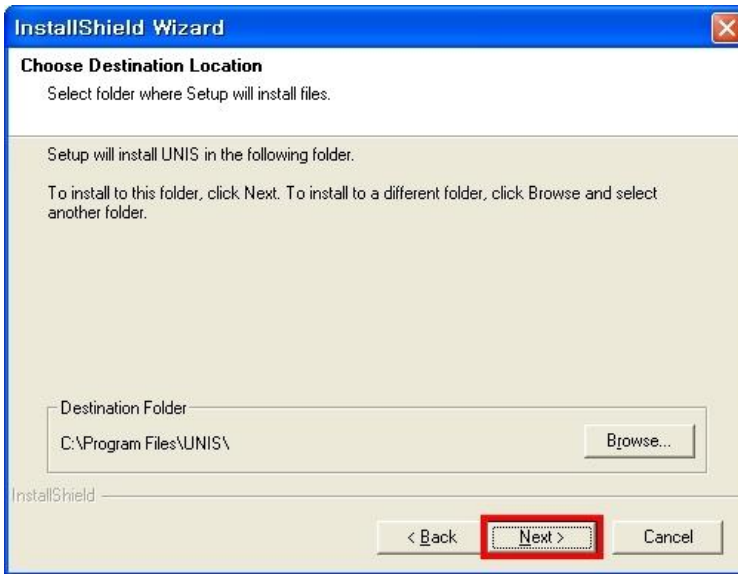 InstallShield Wizard
Choose Destination Location
Select folder where Setup will install files.
Setup will install UNIS in the following folder.
To install to this folder, click Next. To install to a different folder, click Browse and select
another folder.
Destination Folder
C:\Program Files\UNIS\
Browse...
InstallShield
< Back
Next >
Cancel